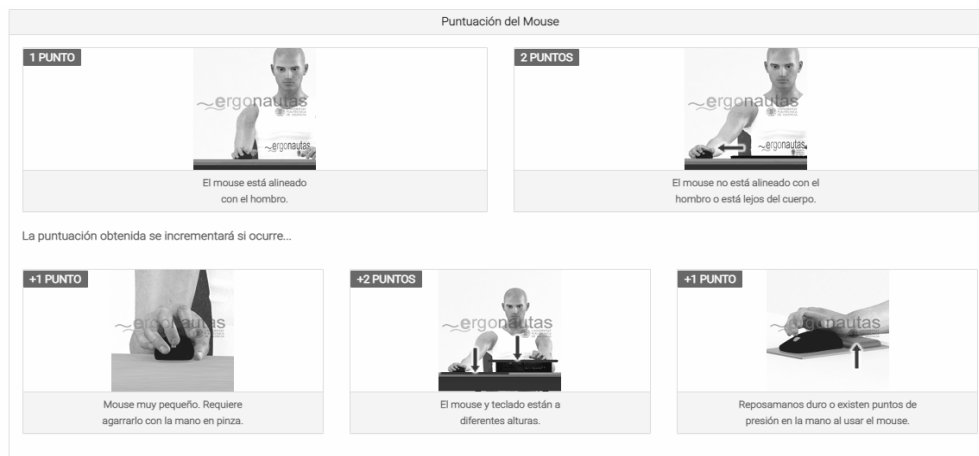 Puntuación del Mouse
1 PUNTO
ergonautas
ergonautas
El mouse está alineado
con el hombro.
2 PUNTOS
ergonautas
ergonautas
El mouse no está alineado con el
hombro o está lejos del cuerpo.
La puntuación obtenida se incrementará si ocurre...
+1 PUNTO
ergonautas
Mouse muy pequeño. Requiere
agarrarlo con la mano en pinza.
+2 PUNTOS
ergonautas
El mouse y teclado están a
diferentes alturas.
+1 PUNTO
ergonautas
Reposamanos duro o existen puntos de
presión en la mano al usar el mouse.